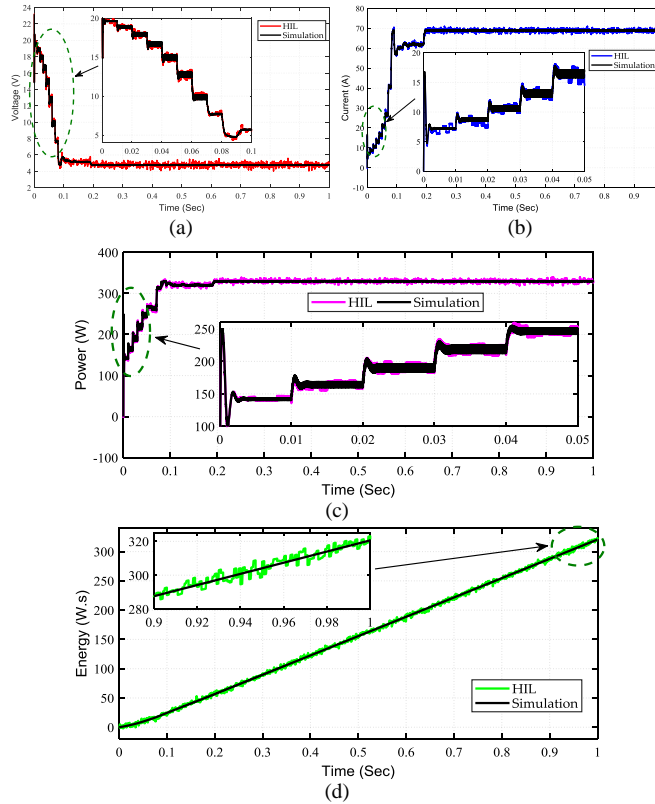 Voltage (V)
22
20
18
16
14
12
10
8
6
4
2
20
15
10
5
0 0.02 0.04 0.06 0.08 0.1
HIL
Simulation
0 0.1 0.2 0.3 0.4 0.5 0.6 0.7 0.8 0.9 1
Time (Sec)
(a)
Current (A)
80
70
60
50
40
30
20
10
0
-10
HIL
Simulation
20
15
10
5
0
0 0.01 0.02 0.03 0.04 0.05
0 0.1 0.2 0.3 0.4 0.5 0.6 0.7 0.8 0.9
Time (Sec)
(b)
Power (W)
400
300
200
100
0
-100
HIL Simulation
250
200
150
100
0 0.01 0.02 0.03 0.04 0.05
0 0.1 0.2 0.3 0.4 0.5 0.6 0.7 0.8 0.9 1
Time (Sec)
(c)
Energy (W.s)
300
250
200
150
100
50
0
320
300
280
0.9 0.92 0.94 0.96 0.98 1
HIL
Simulation
0 0.1 0.2 0.3 0.4 0.5 0.6 0.7 0.8 0.9 1
Time (Sec)
(d)